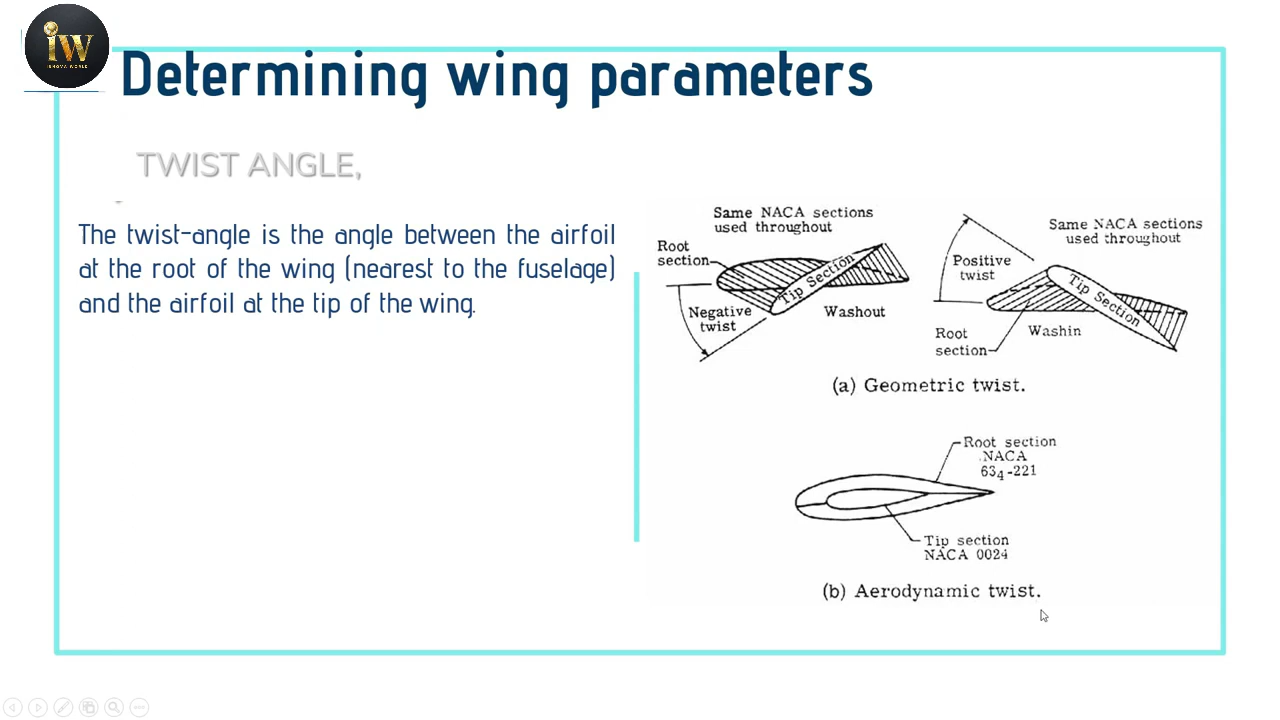 iw
ISNOVA WORLD
Determining wing parameters
TWIST ANGLE,
The twist-angle is the angle between the airfoil
at the root of the wing (nearest to the fuselage)
and the airfoil at the tip of the wing.
Same NACA sections
used throughout
Root
section
Tip Section
Negative
twist
Washout
Same NACA sections
used throughout
Positive
twist
Tip Section
Root
section
Washin
(a) Geometric twist.
Root section
NACA
63₄-221
Tip section
NACA 0024
(b) Aerodynamic twist.